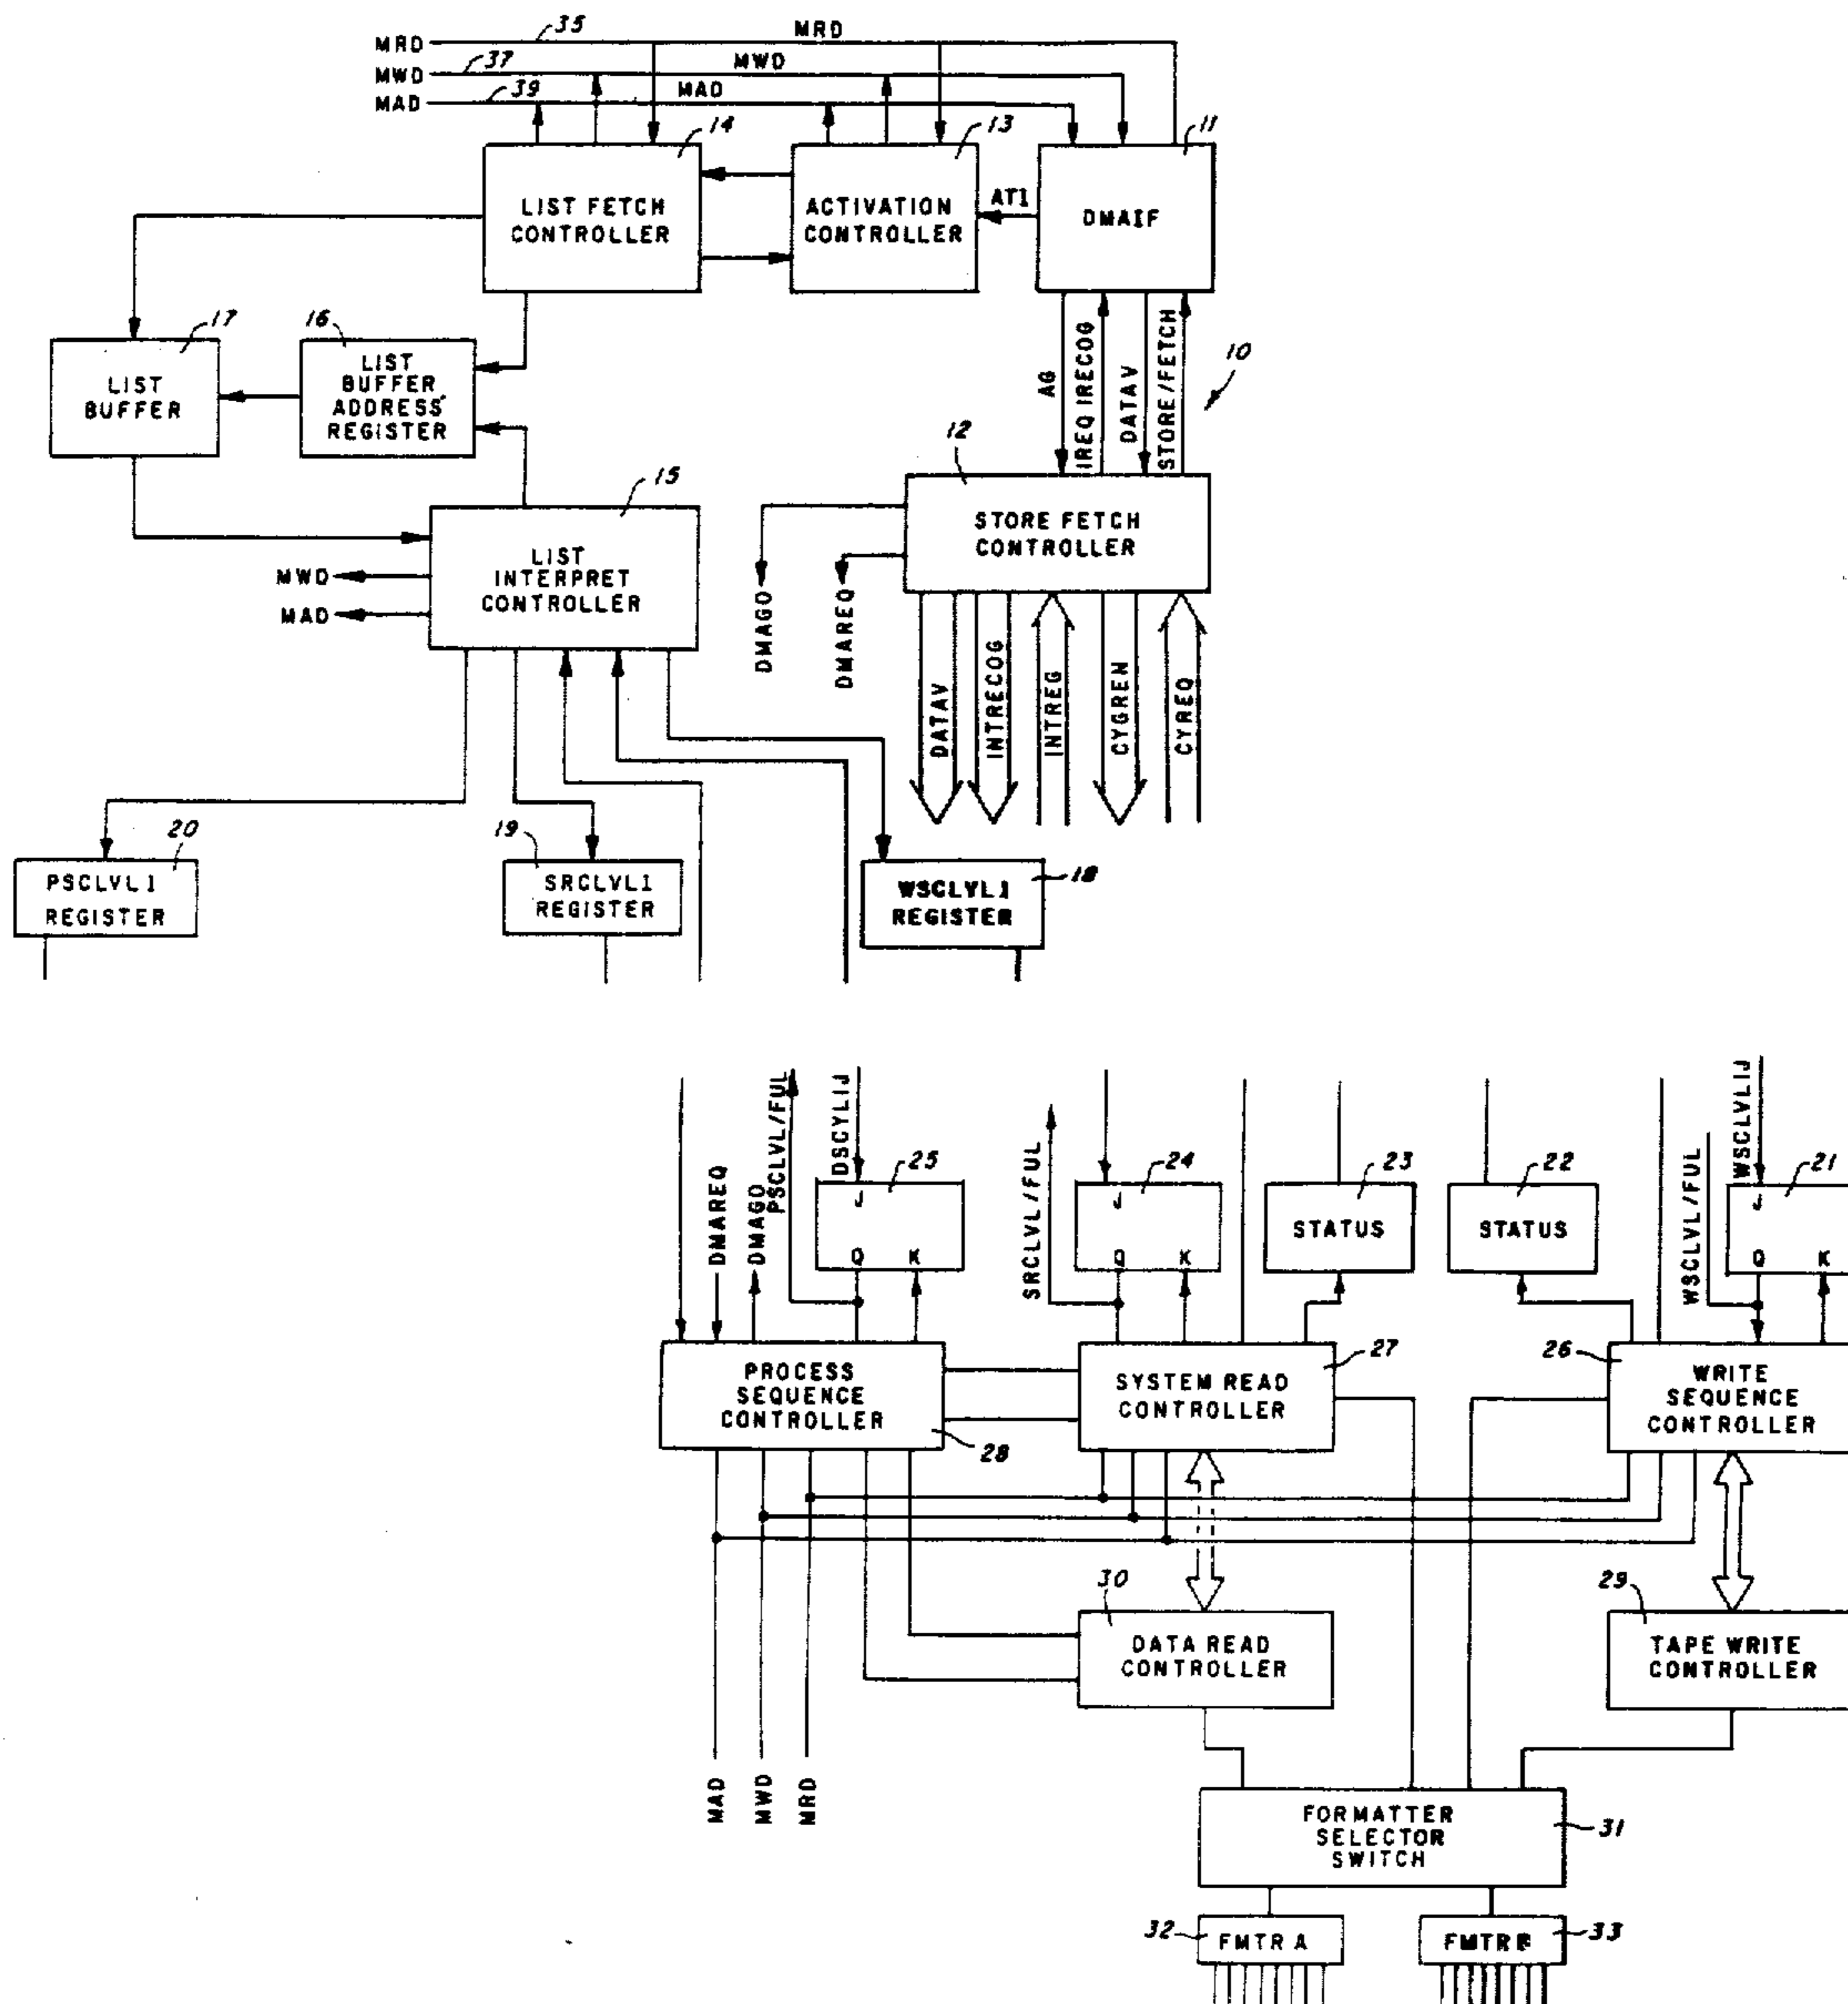 35
MRD
MRD
37
MWD
MWD
39
MAD
MAD
14
13
11
LIST FETCH
CONTROLLER
ACTIVATION
CONTROLLER
ATI
DMAIF
17
LIST
BUFFER
16
LIST
BUFFER
ADDRESS
REGISTER
AG
IREQ IRECOG
DATAV
STORE/FETCH
10
12
STORE FETCH
CONTROLLER
15
LIST
INTERPRET
CONTROLLER
MWD
MAD
DMAGO
DMAREQ
DATAV
INTRECOG
INTREG
CYGREN
CYREQ
20
PSCLVL1
REGISTER
19
SRCLVL1
REGISTER
18
WSCLYL1
REGISTER
DMAREQ
DMAGO
PSCLVL/FUL
DSCYLIJ
25
J
Q
K
SRCLVL/FUL
24
J
Q
K
23
STATUS
22
STATUS
WSCLVL/FUL
WSCLVLIJ
21
J
Q
K
PROCESS
SEQUENCE
CONTROLLER
28
SYSTEM READ
CONTROLLER
27
26
WRITE
SEQUENCE
CONTROLLER
30
DATA READ
CONTROLLER
29
TAPE WRITE
CONTROLLER
MAD
MWD
MRD
FORMATTER
SELECTOR
SWITCH
31
32
FMTR A
FMTR B
33